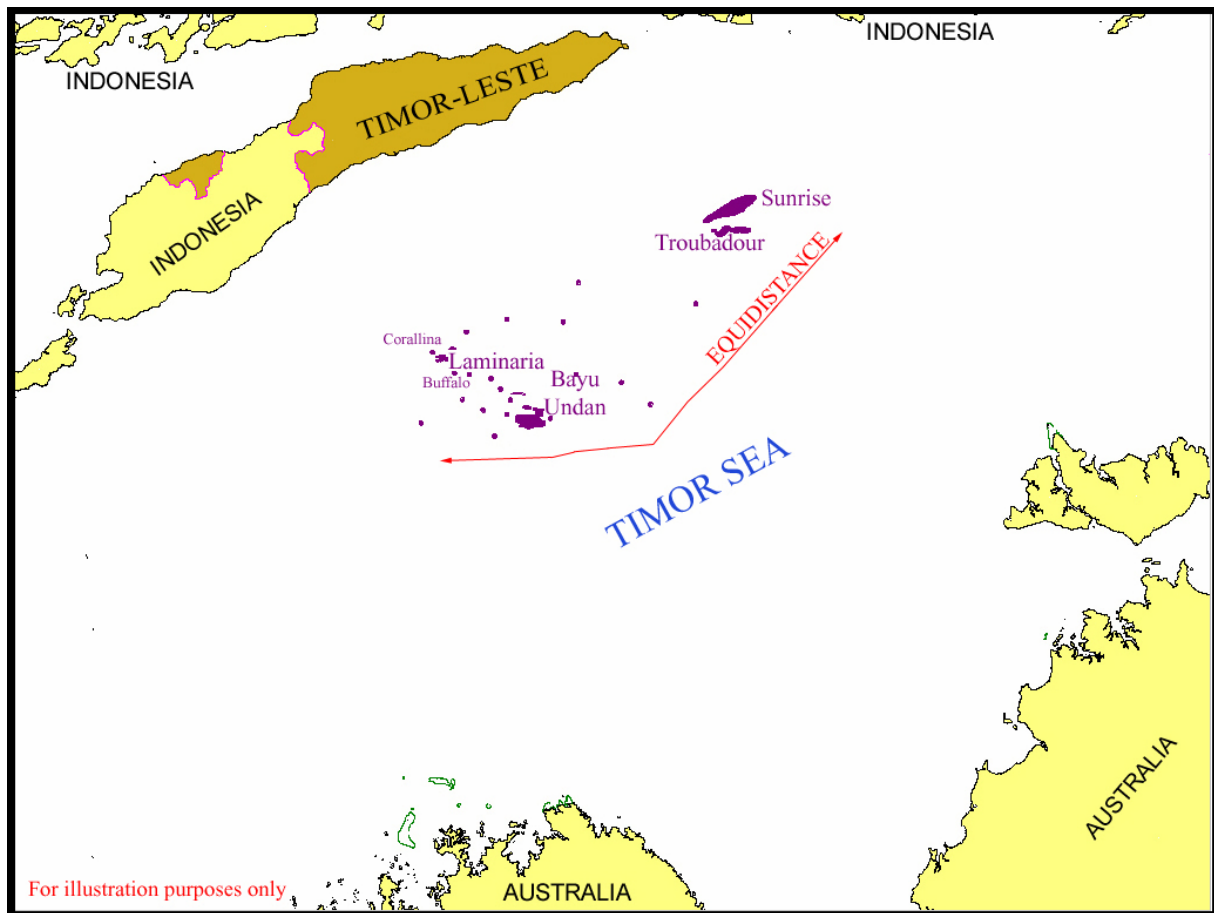 INDONESIA
INDONESIA
TIMOR-LESTE
INDONESIA
Sunrise
Troubadour
EQUIDISTANCE
Corallina
Laminaria
Buffalo
Bayu
Undan
TIMOR SEA
AUSTRALIA
For illustration purposes only
AUSTRALIA